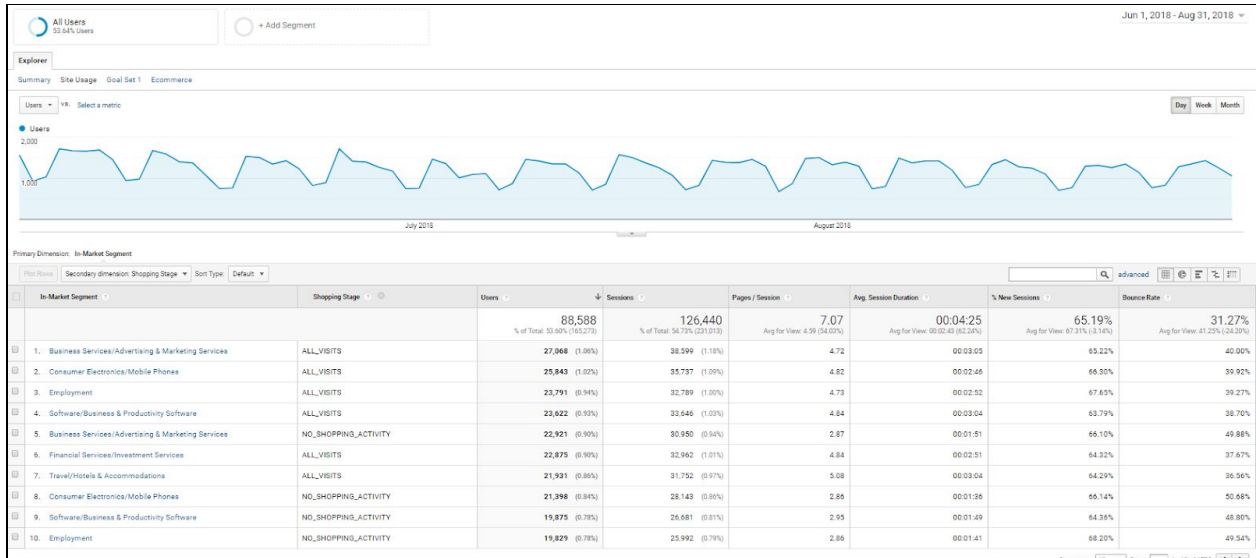 All Users
53.64% Users
+ Add Segment
Jun 1, 2018 - Aug 31, 2018
Explorer
Summary Site Usage Goal Set 1 Ecommerce
Users VS. Select a metric
Day Week Month
Users
2,000
1,000
July 2018 August 2018
Primary Dimension: In-Market Segment
Plot Rows Secondary dimension: Shopping Stage Sort Type: Default advanced
In-Market Segment Shopping Stage Users Sessions Pages / Session Avg. Session Duration % New Sessions Bounce Rate
88,588 126,440 7.07 00:04:25 65.19% 31.27%
% of Total: 53.60% (165,273) % of Total: 54.73% (231,013) Avg for View: 4.59 (54.03%) Avg for View: 00:02:43 (62.24%) Avg for View: 67.31% (-3.14%) Avg for View: 41.25% (-24.20%)
1. Business Services/Advertising & Marketing Services ALL_VISITS 27,068 (1.06%) 38,599 (1.18%) 4.72 00:03:05 65.22% 40.00%
2. Consumer Electronics/Mobile Phones ALL_VISITS 25,843 (1.02%) 35,737 (1.09%) 4.82 00:02:46 66.30% 39.92%
3. Employment ALL_VISITS 23,791 (0.94%) 32,789 (1.00%) 4.73 00:02:52 67.65% 39.27%
4. Software/Business & Productivity Software ALL_VISITS 23,622 (0.93%) 33,646 (1.03%) 4.84 00:03:04 63.79% 38.70%
5. Business Services/Advertising & Marketing Services NO_SHOPPING_ACTIVITY 22,921 (0.90%) 30,950 (0.94%) 2.87 00:01:51 66.10% 49.88%
6. Financial Services/Investment Services ALL_VISITS 22,875 (0.90%) 32,962 (1.01%) 4.84 00:02:51 64.32% 37.67%
7. Travel/Hotels & Accommodations ALL_VISITS 21,931 (0.86%) 31,752 (0.97%) 5.08 00:03:04 64.29% 36.56%
8. Consumer Electronics/Mobile Phones NO_SHOPPING_ACTIVITY 21,398 (0.84%) 28,143 (0.86%) 2.86 00:01:36 66.14% 50.68%
9. Software/Business & Productivity Software NO_SHOPPING_ACTIVITY 19,875 (0.78%) 26,681 (0.81%) 2.95 00:01:49 64.36% 48.80%
10. Employment NO_SHOPPING_ACTIVITY 19,829 (0.78%) 25,992 (0.79%) 2.86 00:01:41 68.20% 49.54%